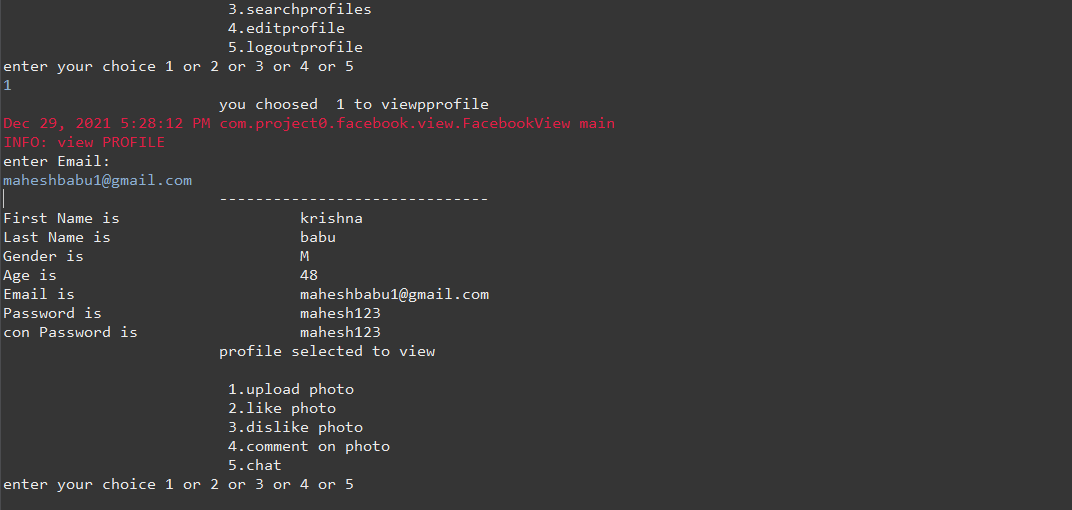 3.searchprofiles
4.editprofile
5.logoutprofile
enter your choice 1 or 2 or 3 or 4 or 5
1
you choosed  1 to viewpprofile
Dec 29, 2021 5:28:12 PM com.project0.facebook.view.FacebookView main
INFO: view PROFILE
enter Email:
maheshbabu1@gmail.com
------------------------------
First Name is krishna
Last Name is babu
Gender is M
Age is 48
Email is maheshbabu1@gmail.com
Password is mahesh123
con Password is mahesh123
profile selected to view
1.upload photo
2.like photo
3.dislike photo
4.comment on photo
5.chat
enter your choice 1 or 2 or 3 or 4 or 5